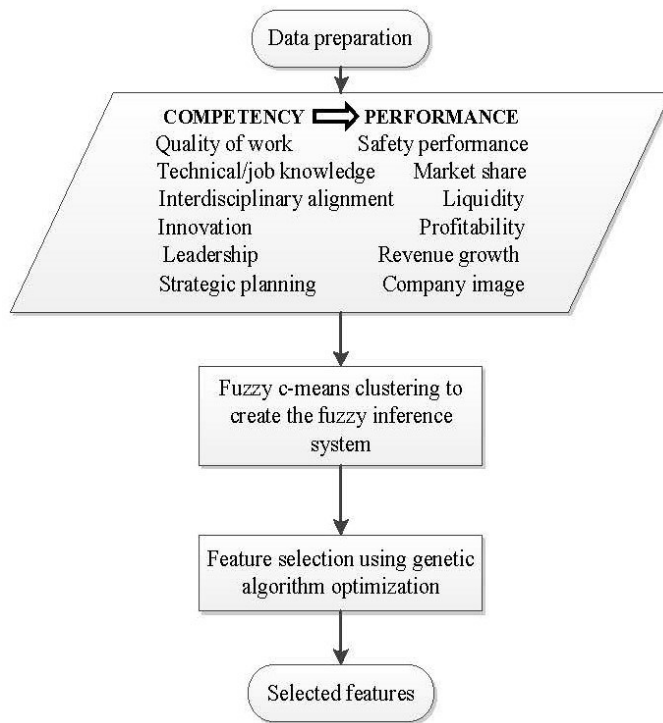 Data preparation
COMPETENCY PERFORMANCE
Quality of work Safety performance
Technical/job knowledge Market share
Interdisciplinary alignment Liquidity
Innovation Profitability
Leadership Revenue growth
Strategic planning Company image
Fuzzy c-means clustering to
create the fuzzy inference
system
Feature selection using genetic
algorithm optimization
Selected features